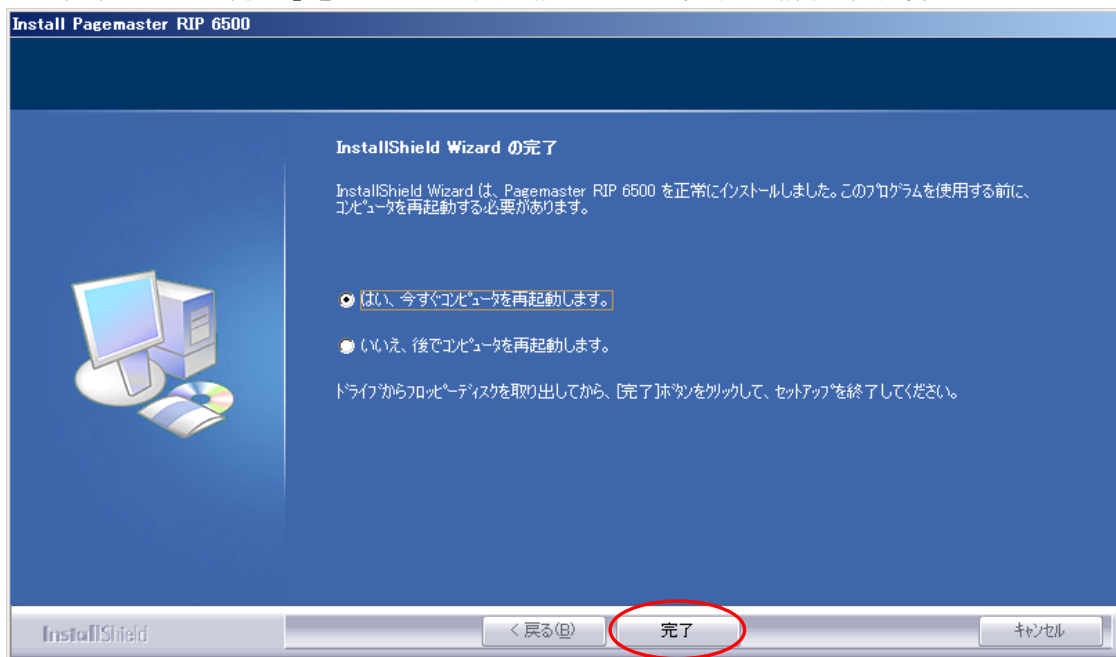 Install Pagemaster RIP 6500
InstallShield Wizard の完了
InstallShield Wizard は、Pagemaster RIP 6500 を正常にインストールしました。このプログラムを使用する前に、
コンピュータを再起動する必要があります。
はい、今すぐコンピュータを再起動します。
いいえ、後でコンピュータを再起動します。
ドライブからフロッピーディスクを取り出してから、[完了]ボタンをクリックして、セットアップを終了してください。
InstallShield
< 戻る(B)
完了
キャンセル